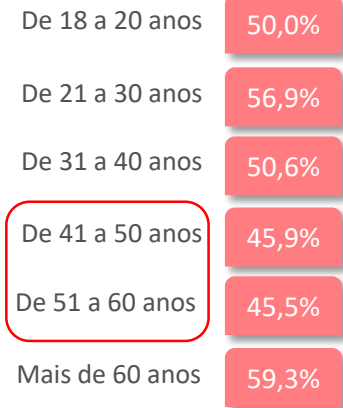 De 18 a 20 anos 50,0%
De 21 a 30 anos 56,9%
De 31 a 40 anos 50,6%
De 41 a 50 anos 45,9%
De 51 a 60 anos 45,5%
Mais de 60 anos 59,3%